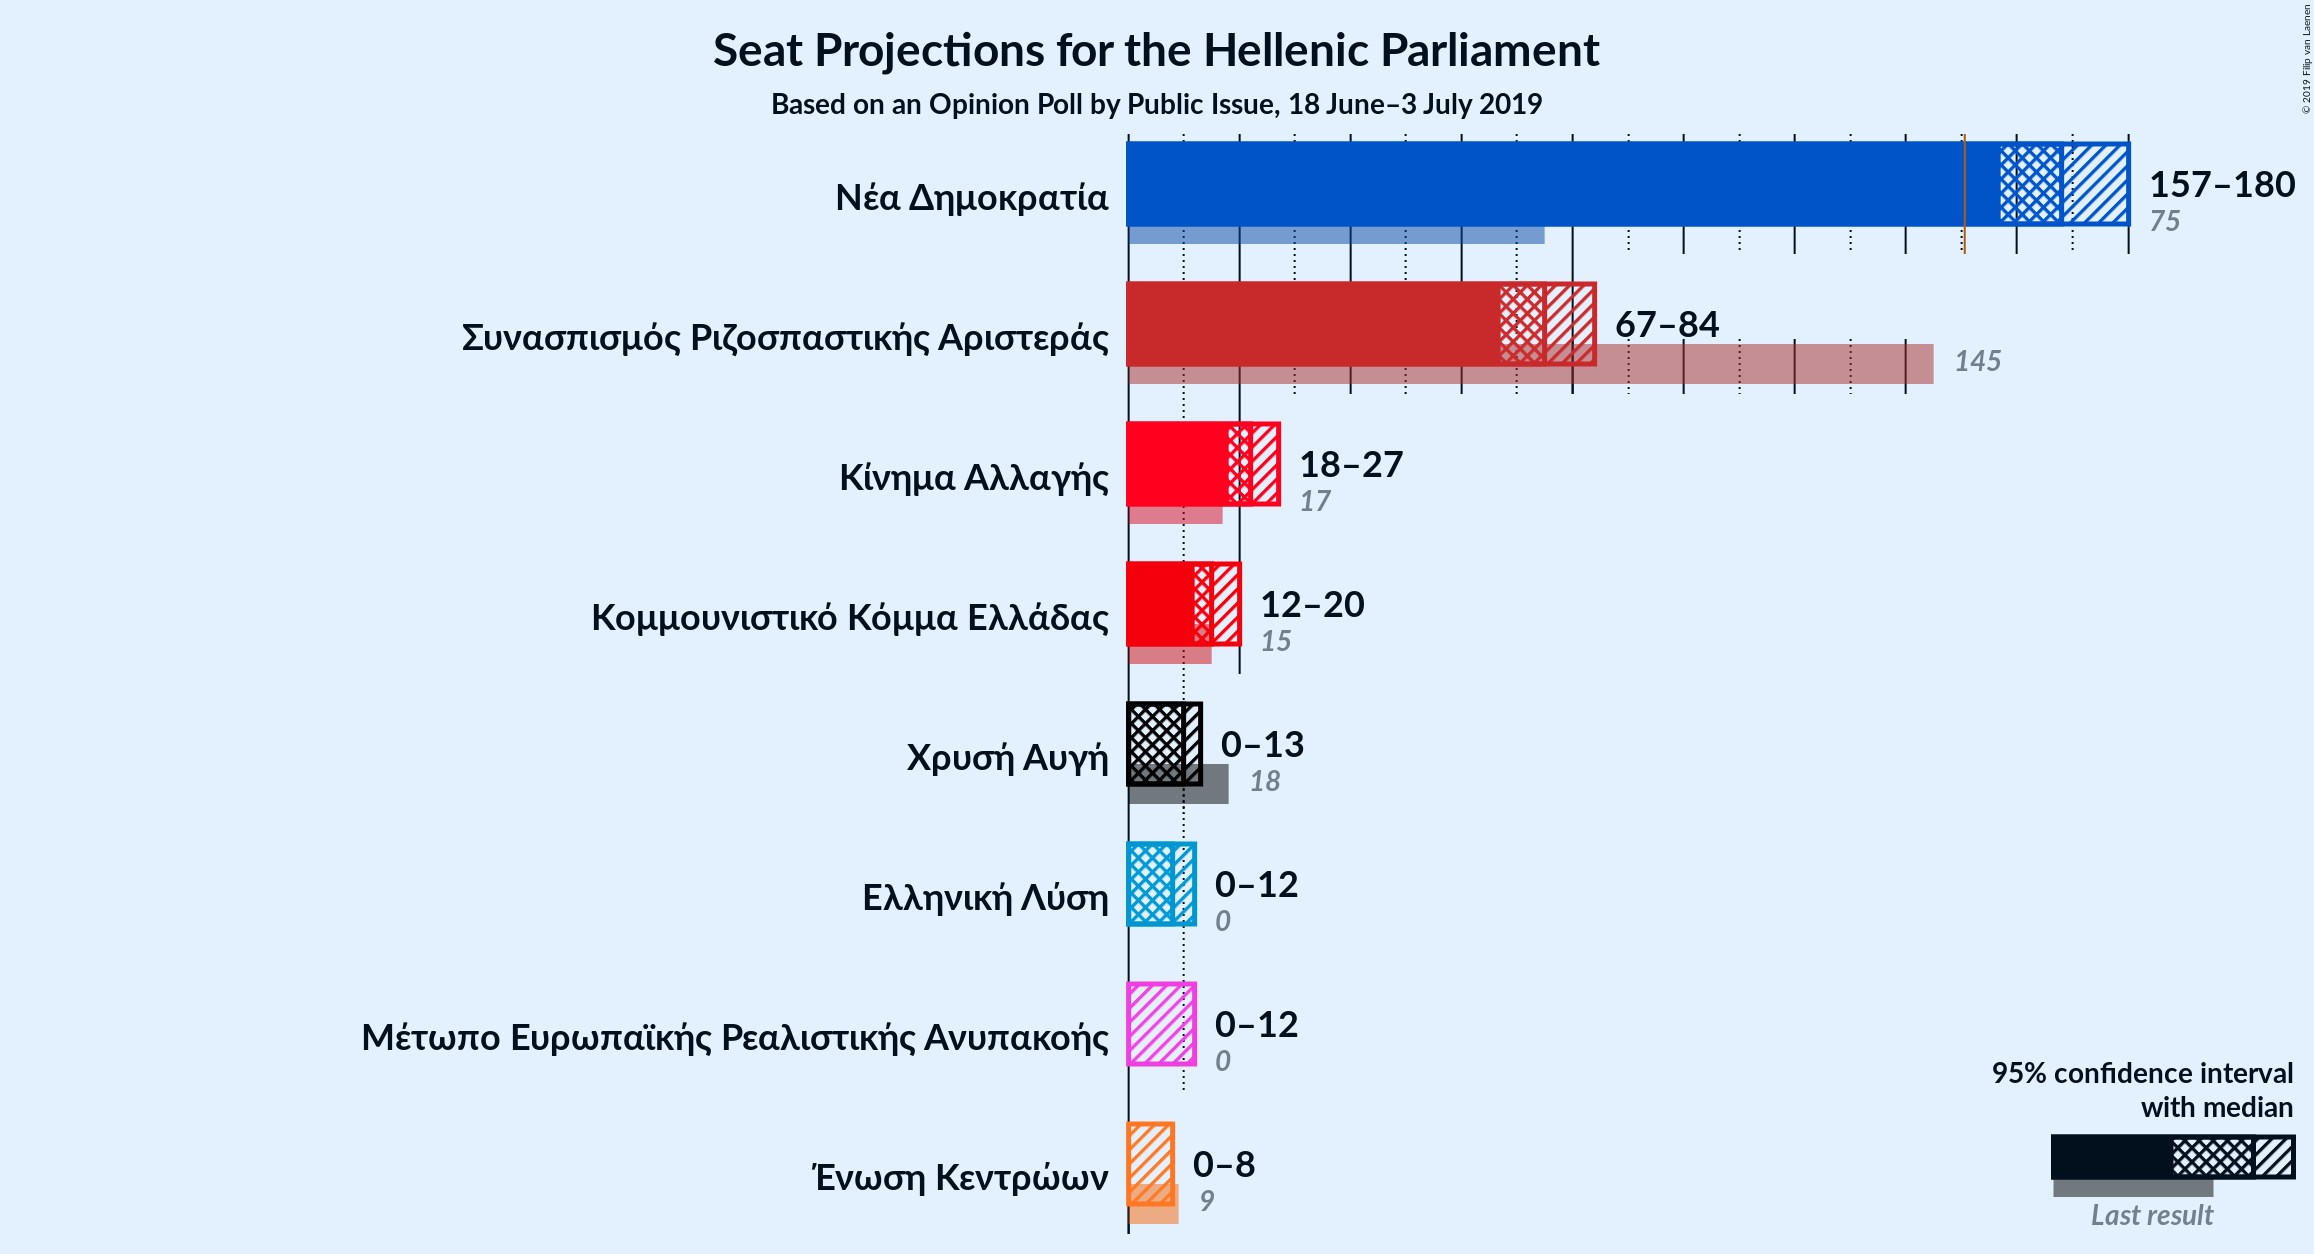 Seat Projections for the Hellenic Parliament
Based on an Opinion Poll by Public Issue, 18 June–3 July 2019
© 2019 Filip van Laenen
Νέα Δημοκρατία
157–180
75
Συνασπισμός Ριζοσπαστικής Αριστεράς
67–84
145
Κίνημα Αλλαγής
18–27
17
Κομμουνιστικό Κόμμα Ελλάδας
12–20
15
Χρυσή Αυγή
0–13
18
Ελληνική Λύση
0–12
0
Μέτωπο Ευρωπαϊκής Ρεαλιστικής Ανυπακοής
0–12
0
Ένωση Κεντρώων
0–8
9
95% confidence interval
with median
Last result